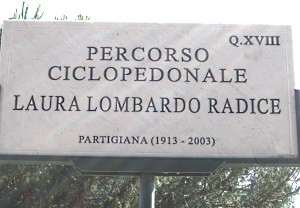 Q.XVIII
PERCORSO
CICLOPEDONALE
LAURA LOMBARDO RADICE
PARTIGIANA (1913 - 2003)